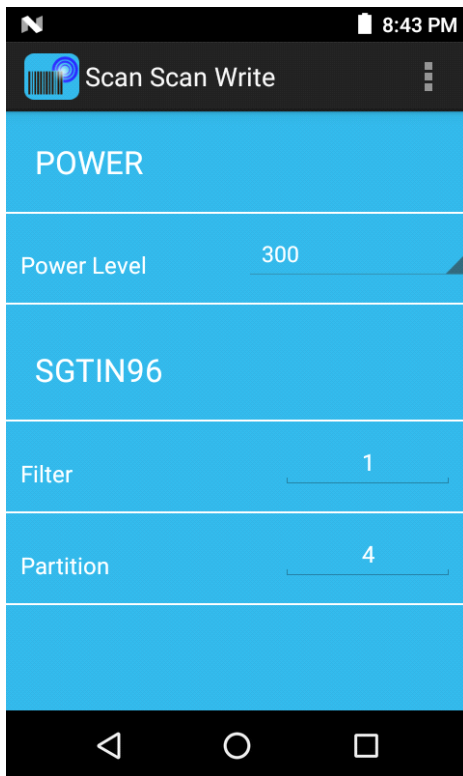 8:43 PM
Scan Scan Write
POWER
Power Level 300
SGTIN96
Filter 1
Partition 4